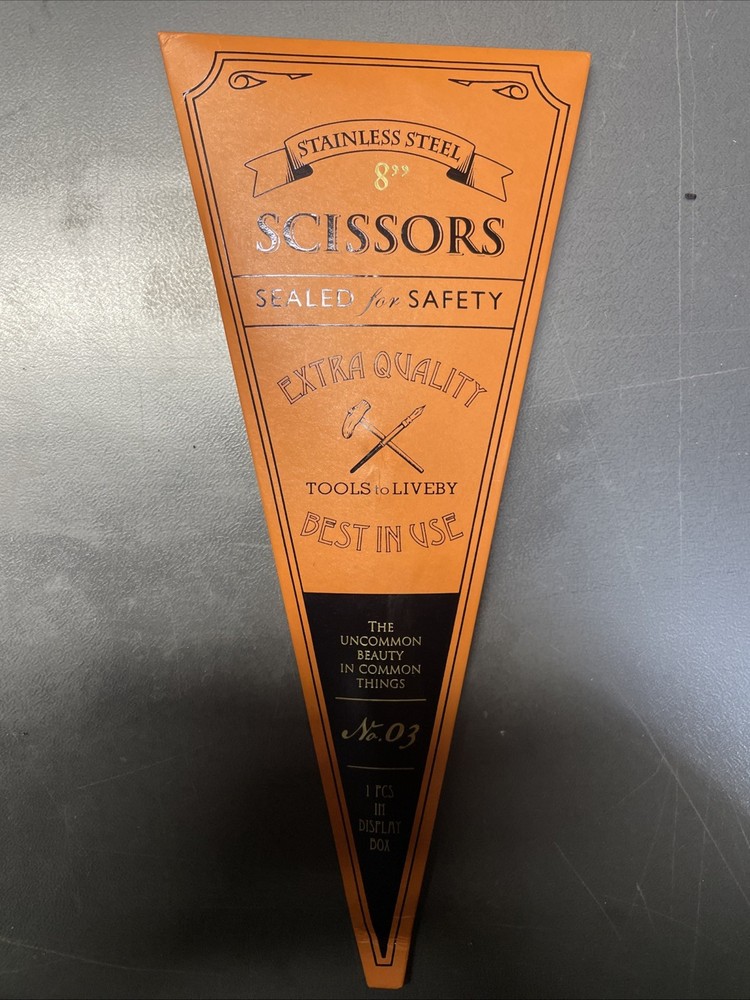 STAINLESS STEEL
8”
SCISSORS
SEALED for SAFETY
EXTRA QUALITY
TOOLS to LIVEBY
BEST IN USE
THE
UNCOMMON
BEAUTY
IN COMMON
THINGS
No.03
1 PCS
IN
DISPLAY
BOX